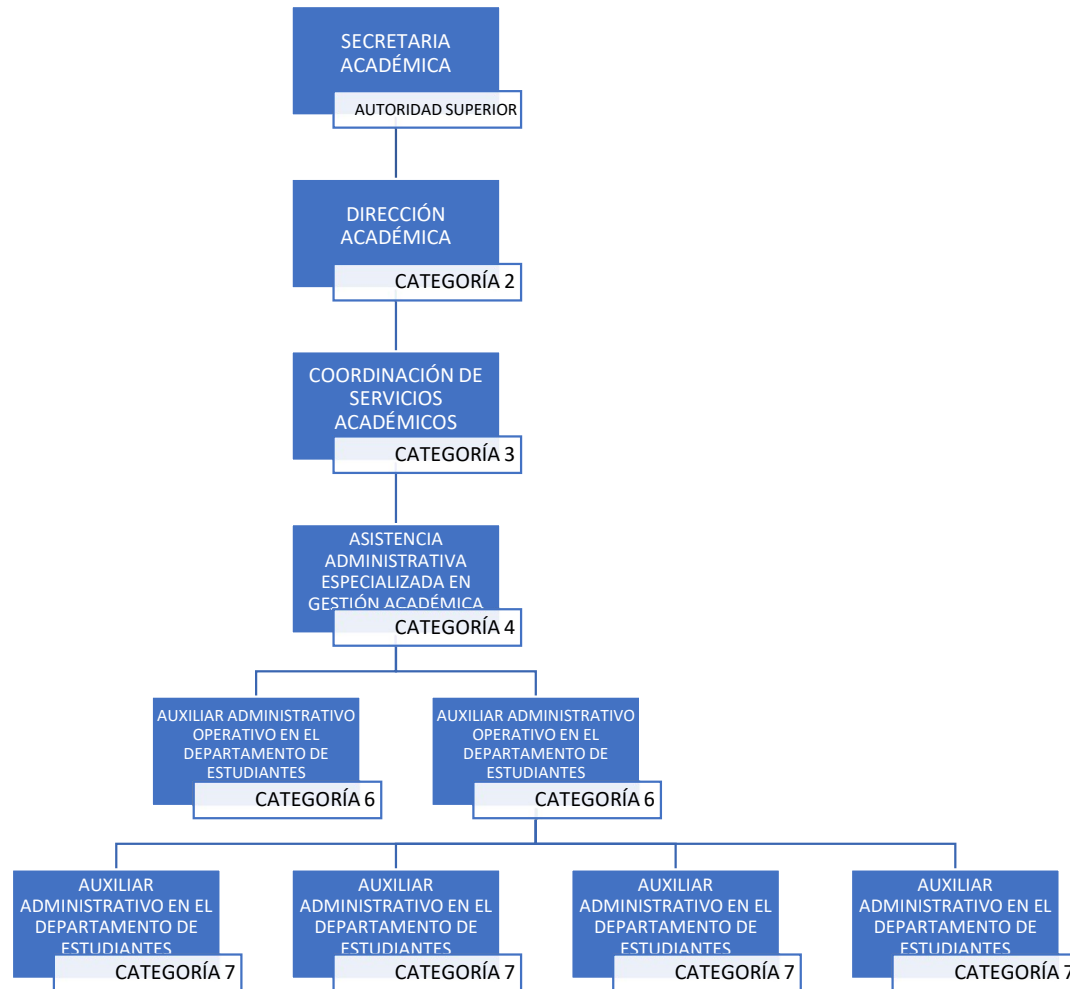 SECRETARIA
ACADÉMICA
AUTORIDAD SUPERIOR
DIRECCIÓN
ACADÉMICA
CATEGORÍA 2
COORDINACIÓN DE
SERVICIOS
ACADÉMICOS
CATEGORÍA 3
ASISTENCIA
ADMINISTRATIVA
ESPECIALIZADA EN
GESTIÓN ACADÉMICA
CATEGORÍA 4
AUXILIAR ADMINISTRATIVO
OPERATIVO EN EL
DEPARTAMENTO DE
ESTUDIANTES
CATEGORÍA 6
AUXILIAR ADMINISTRATIVO
OPERATIVO EN EL
DEPARTAMENTO DE
ESTUDIANTES
CATEGORÍA 6
AUXILIAR
ADMINISTRATIVO EN EL
DEPARTAMENTO DE
ESTUDIANTES
CATEGORÍA 7
AUXILIAR
ADMINISTRATIVO EN EL
DEPARTAMENTO DE
ESTUDIANTES
CATEGORÍA 7
AUXILIAR
ADMINISTRATIVO EN EL
DEPARTAMENTO DE
ESTUDIANTES
CATEGORÍA 7
AUXILIAR
ADMINISTRATIVO EN EL
DEPARTAMENTO DE
ESTUDIANTES
CATEGORÍA 7